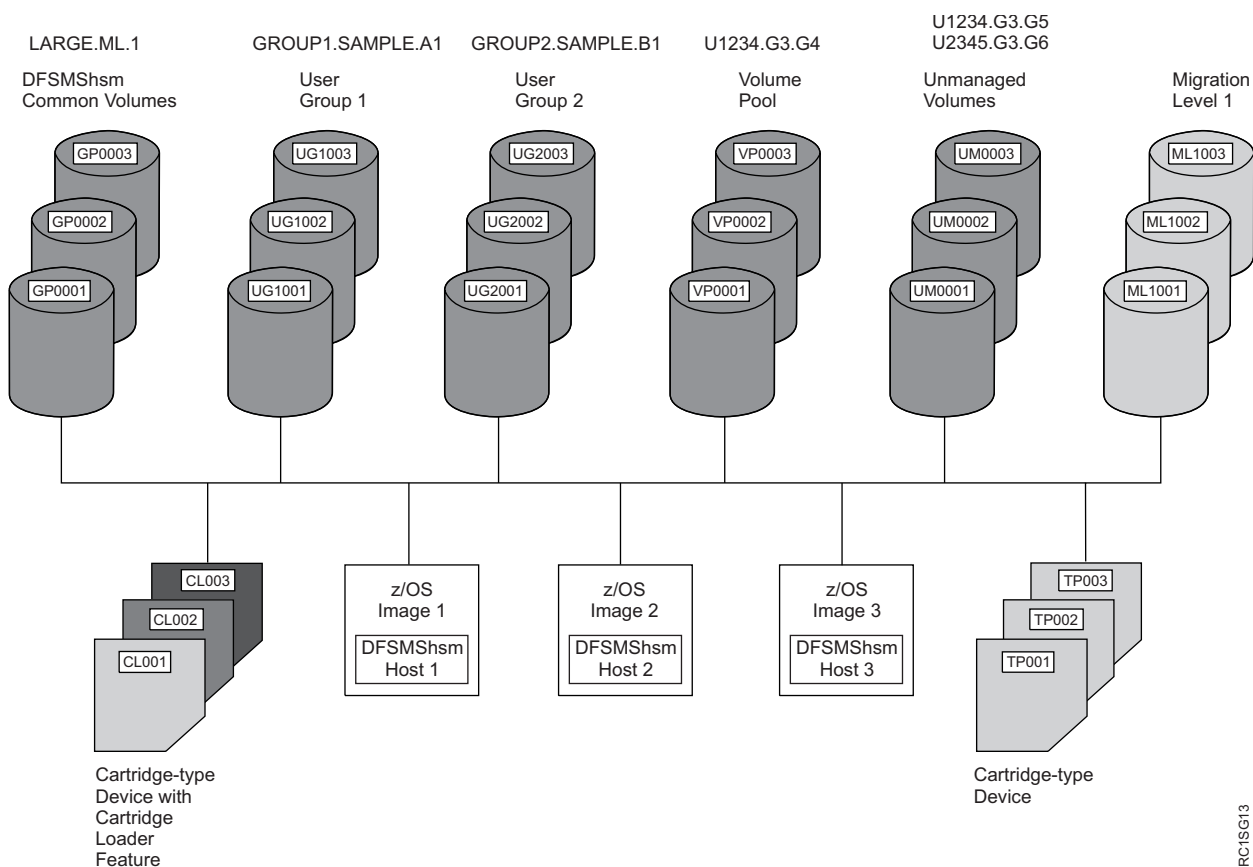 LARGE.ML.1
DFSMShsm
Common Volumes
GP0003
GP0002
GP0001
GROUP1.SAMPLE.A1
User
Group 1
UG1003
UG1002
UG1001
GROUP2.SAMPLE.B1
User
Group 2
UG2003
UG2002
UG2001
U1234.G3.G4
Volume
Pool
VP0003
VP0002
VP0001
U1234.G3.G5
U2345.G3.G6
Unmanaged
Volumes
UM0003
UM0002
UM0001
Migration
Level 1
ML1003
ML1002
ML1001
CL003
CL002
CL001
Cartridge-type
Device with
Cartridge
Loader
Feature
z/OS
Image 1
DFSMShsm
Host 1
z/OS
Image 2
DFSMShsm
Host 2
z/OS
Image 3
DFSMShsm
Host 3
TP003
TP002
TP001
Cartridge-type
Device
RC1SG13